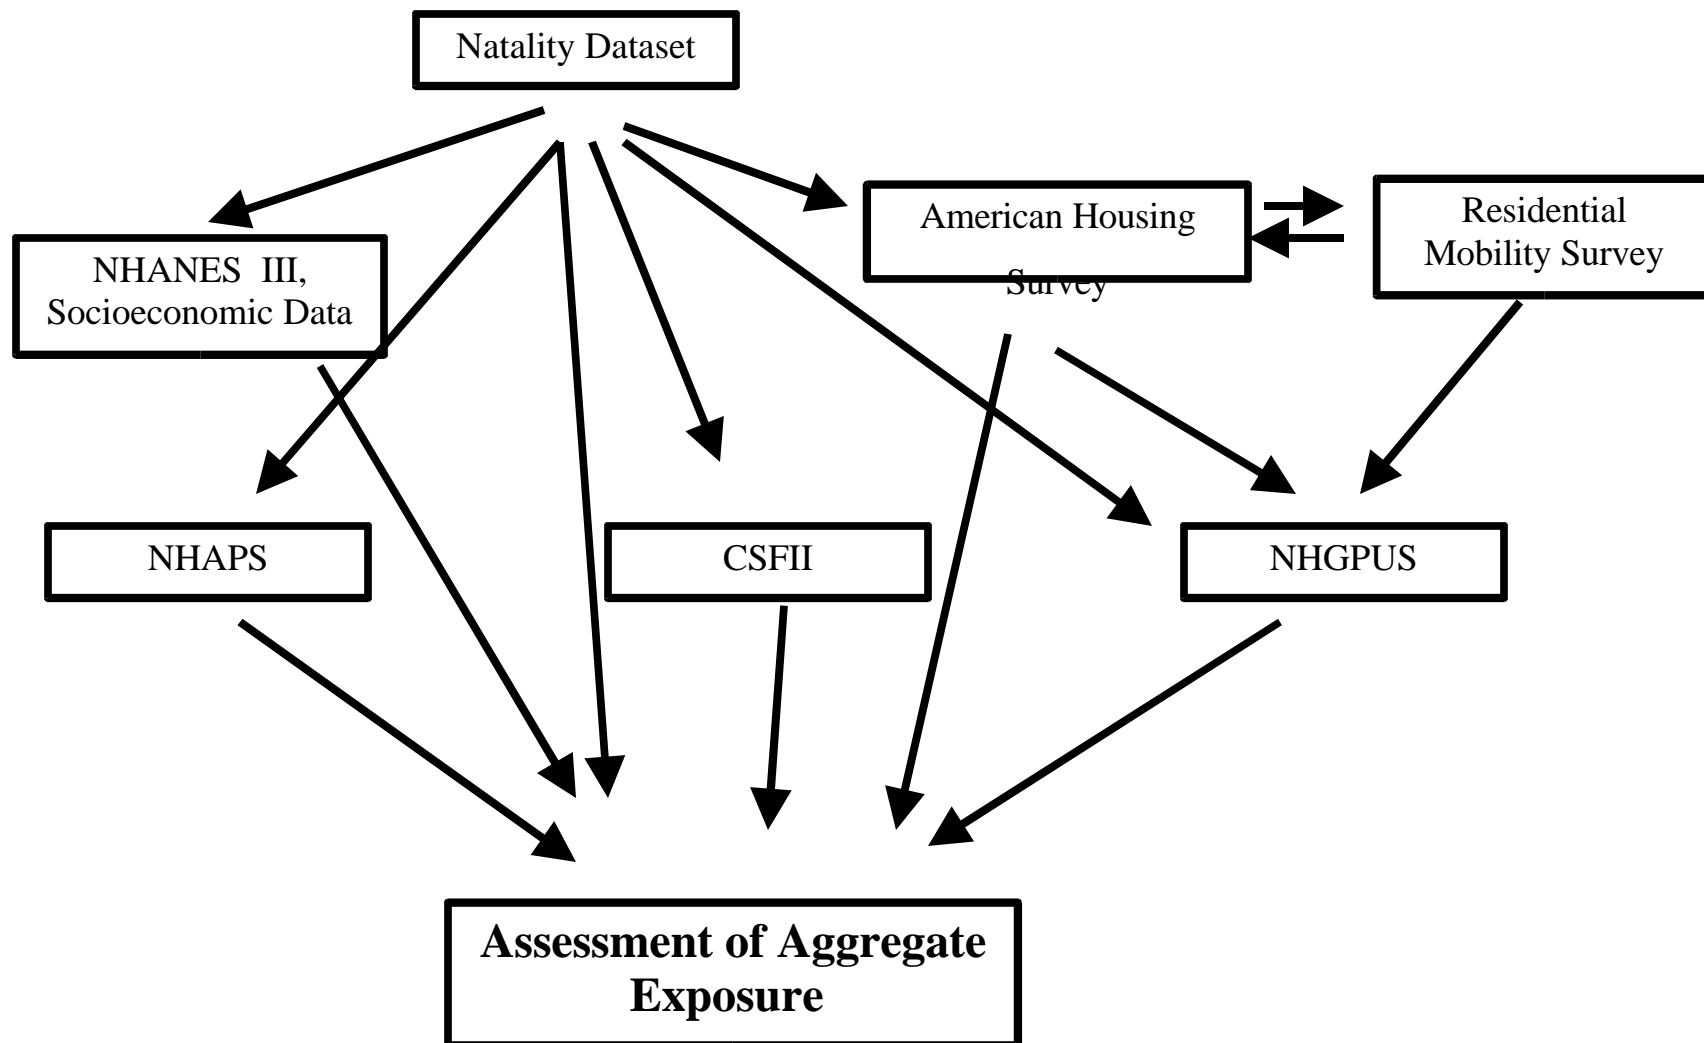 Natality Dataset
American Housing
Survey
Residential
Mobility Survey
NHANES III,
Socioeconomic Data
NHAPS
CSFII
NHGPUS
Assessment of Aggregate
Exposure